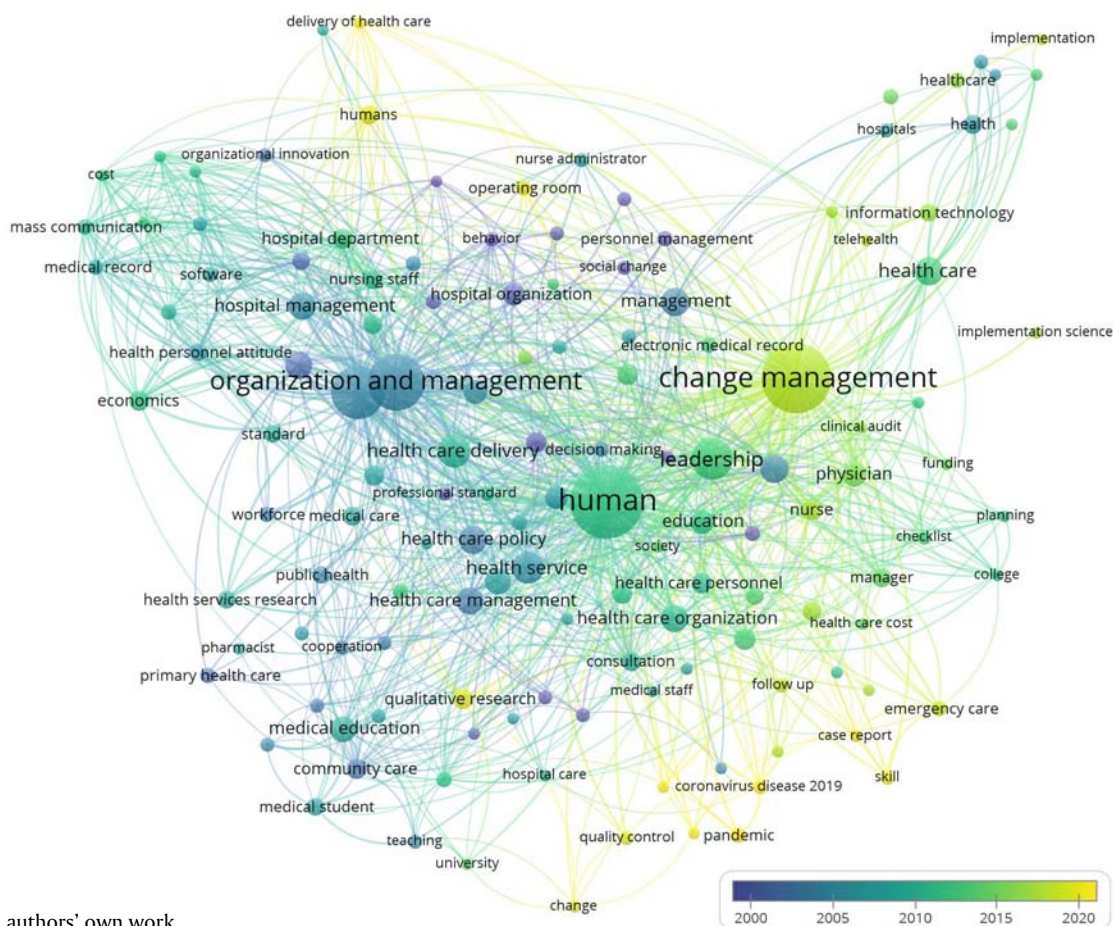 delivery of health care
implementation
healthcare
humans
hospitals
health
organizational innovation
nurse administrator
cost
operating room
information technology
mass communication
hospital department
behavior
personnel management
telehealth
medical record
software
nursing staff
social change
health care
hospital management
hospital organization
management
implementation science
health personnel attitude
electronic medical record
organization and management
change management
economics
standard
clinical audit
health care delivery
decision making
leadership
funding
physician
professional standard
human
workforce
medical care
education
nurse
planning
health care policy
society
checklist
public health
health service
health care personnel
manager
college
health services research
health care management
health care organization
health care cost
pharmacist
cooperation
consultation
primary health care
medical staff
follow up
qualitative research
emergency care
medical education
case report
community care
hospital care
coronavirus disease 2019
skill
medical student
teaching
quality control
pandemic
university
change
2000 2005 2010 2015 2020
authors' own work